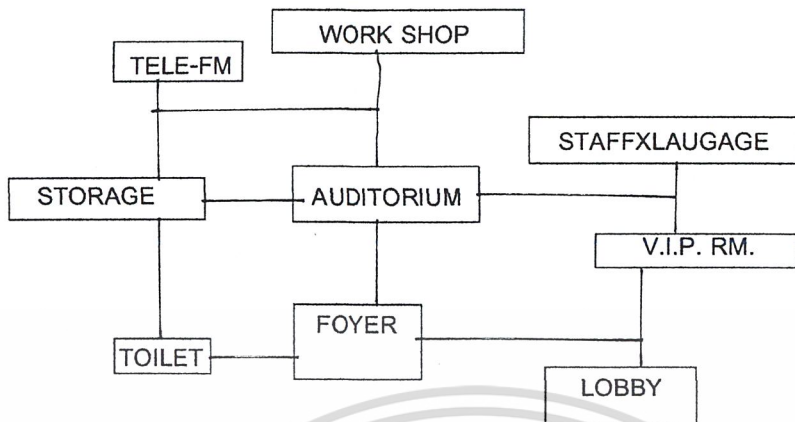 WORK SHOP
TELE-FM
STAFFXLAUGAGE
STORAGE
AUDITORIUM
V.I.P. RM.
FOYER
TOILET
LOBBY